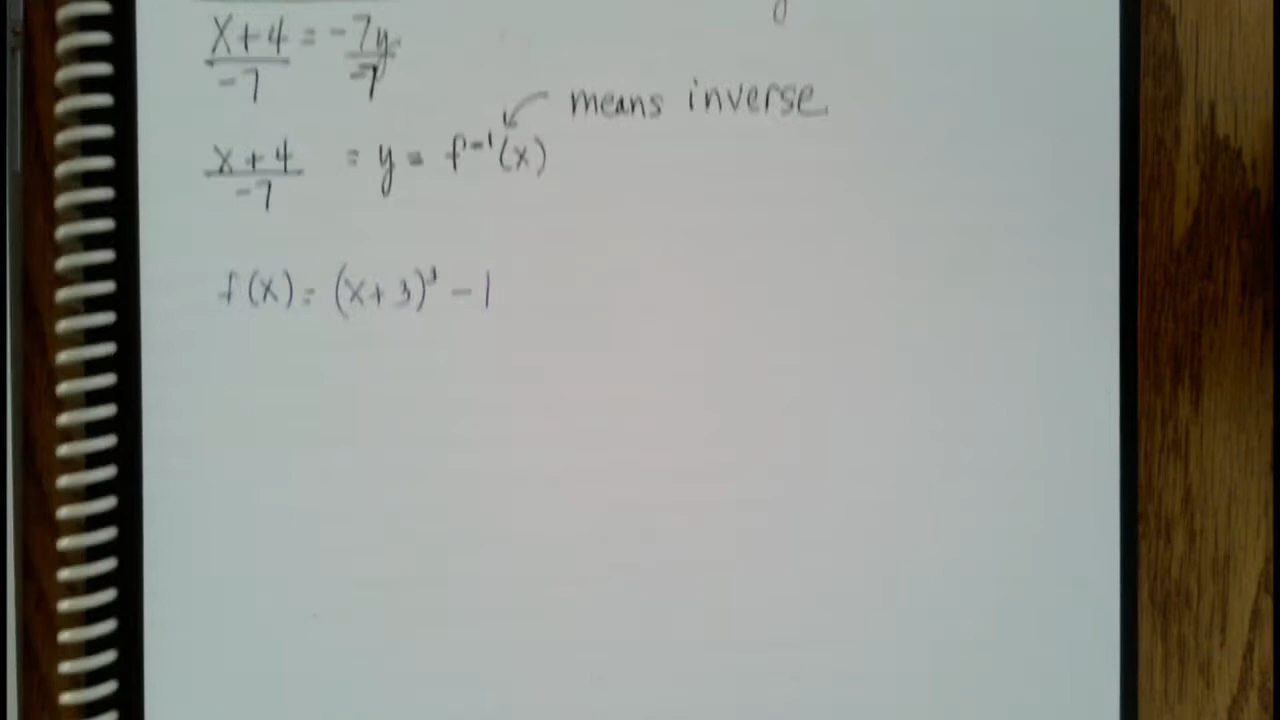 x+4 = -7y
-7 -7
means inverse
x+4 = y = f⁻¹(x)
-7
f(x) = (x+3)³ - 1